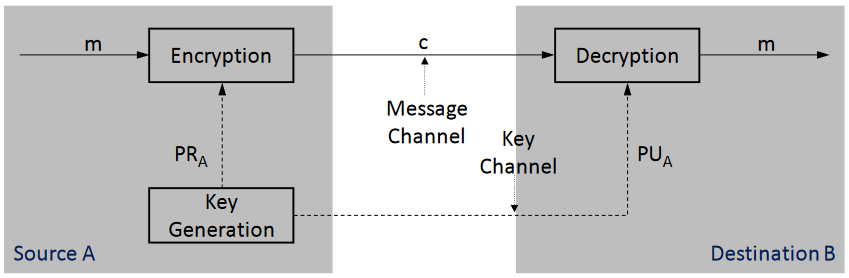 m
Encryption
c
Decryption
m
Message
Channel
Key
Channel
PRA
PUA
Key
Generation
Source A
Destination B